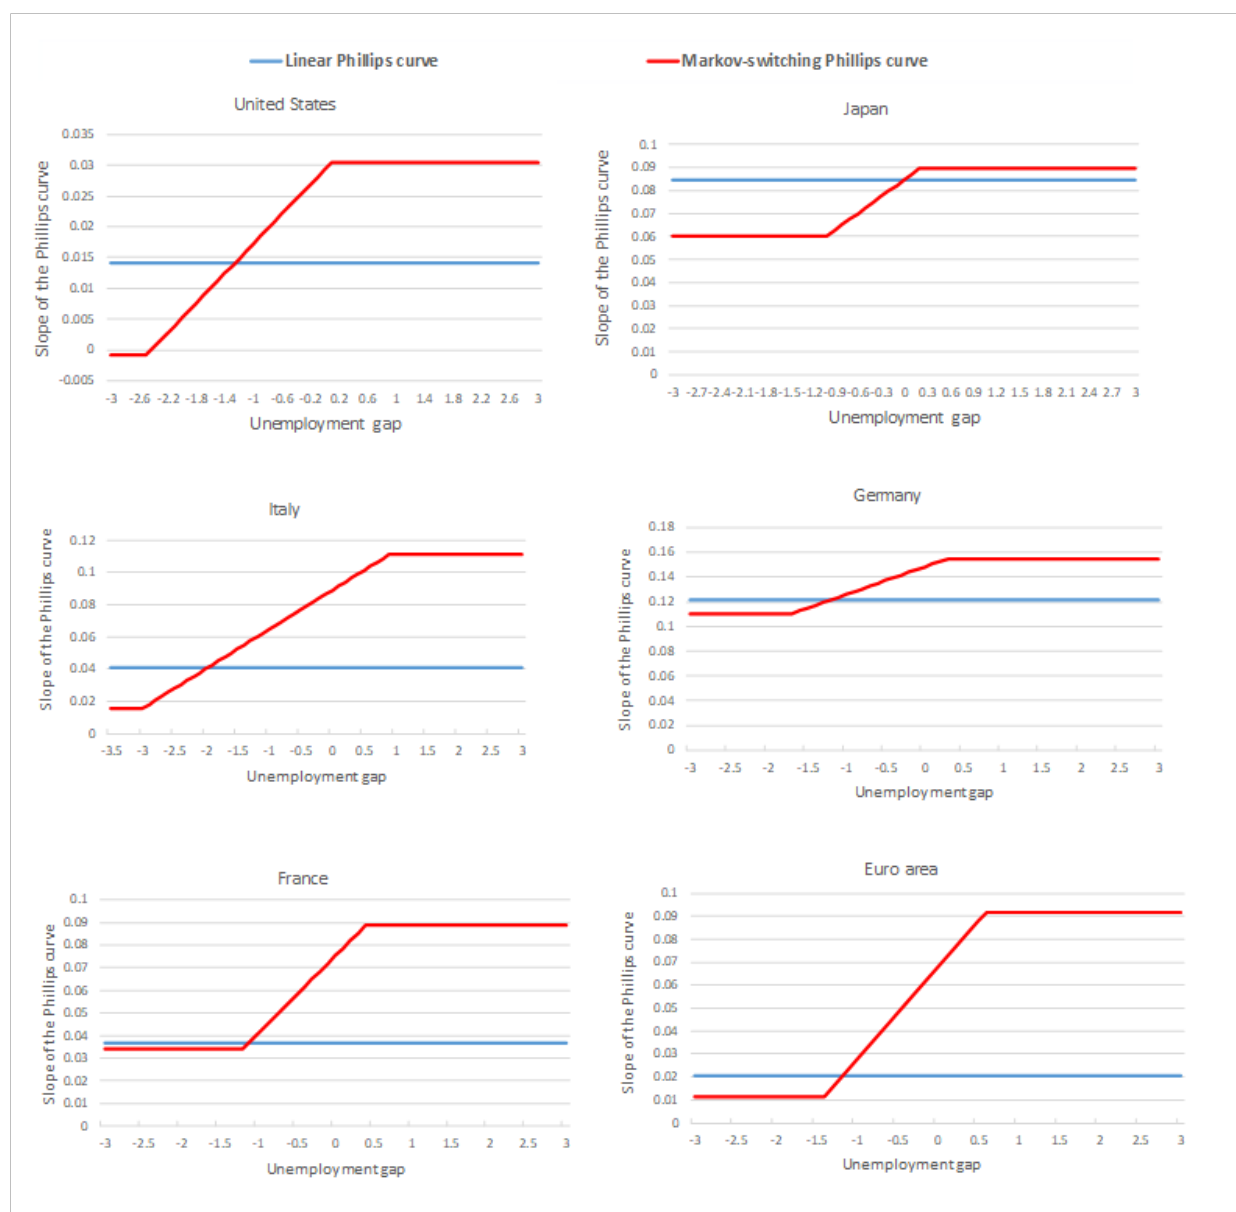 Linear Phillips curve Markov-switching Phillips curve
United States
Slope of the Phillips curve
0.035
0.03
0.025
0.02
0.015
0.01
0.005
0
-0.005
-3 -2.6 -2.2 -1.8 -1.4 -1 -0.6 -0.2 0.2 0.6 1 1.4 1.8 2.2 2.6 3
Unemployment gap
Japan
Slope of the Phillips curve
0.1
0.09
0.08
0.07
0.06
0.05
0.04
0.03
0.02
0.01
0
-3 -2.7 -2.4 -2.1 -1.8 -1.5 -1.2 -0.9 -0.6 -0.3 0 0.3 0.6 0.9 1.2 1.5 1.8 2.1 2.4 2.7 3
Unemployment gap
Italy
Slope of the Phillips curve
0.12
0.1
0.08
0.06
0.04
0.02
0
-3.5 -3 -2.5 -2 -1.5 -1 -0.5 0 0.5 1 1.5 2 2.5 3
Unemployment gap
Germany
Slope of the Phillips curve
0.18
0.16
0.14
0.12
0.1
0.08
0.06
0.04
0.02
0
-3 -2.5 -2 -1.5 -1 -0.5 0 0.5 1 1.5 2 2.5 3
Unemployment gap
France
Slope of the Phillips curve
0.1
0.09
0.08
0.07
0.06
0.05
0.04
0.03
0.02
0.01
0
-3 -2.5 -2 -1.5 -1 -0.5 0 0.5 1 1.5 2 2.5 3
Unemployment gap
Euro area
Slope of the Phillips curve
0.1
0.09
0.08
0.07
0.06
0.05
0.04
0.03
0.02
0.01
0
-3 -2.5 -2 -1.5 -1 -0.5 0 0.5 1 1.5 2 2.5 3
Unemployment gap